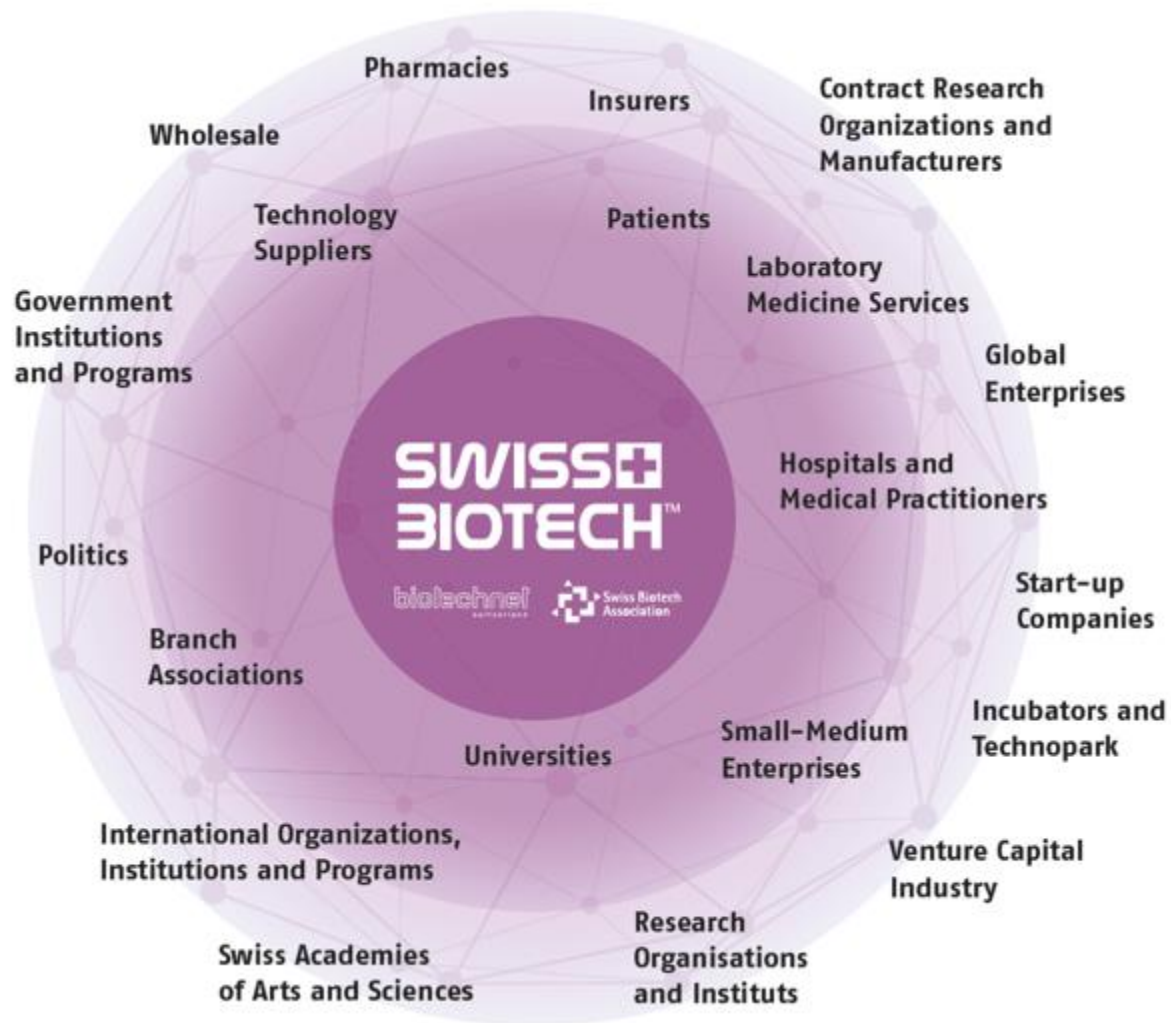 Pharmacies
Insurers
Contract Research
Organizations and
Manufacturers
Wholesale
Technology
Suppliers
Patients
Laboratory
Medicine Services
Government
Institutions
and Programs
Global
Enterprises
SWISS
BIOTECH™
Hospitals and
Medical Practitioners
Politics
biotechnet
switzerland
Swiss Biotech
Association
Start-up
Companies
Branch
Associations
Incubators and
Technopark
Universities
Small-Medium
Enterprises
International Organizations,
Institutions and Programs
Venture Capital
Industry
Swiss Academies
of Arts and Sciences
Research
Organisations
and Instituts